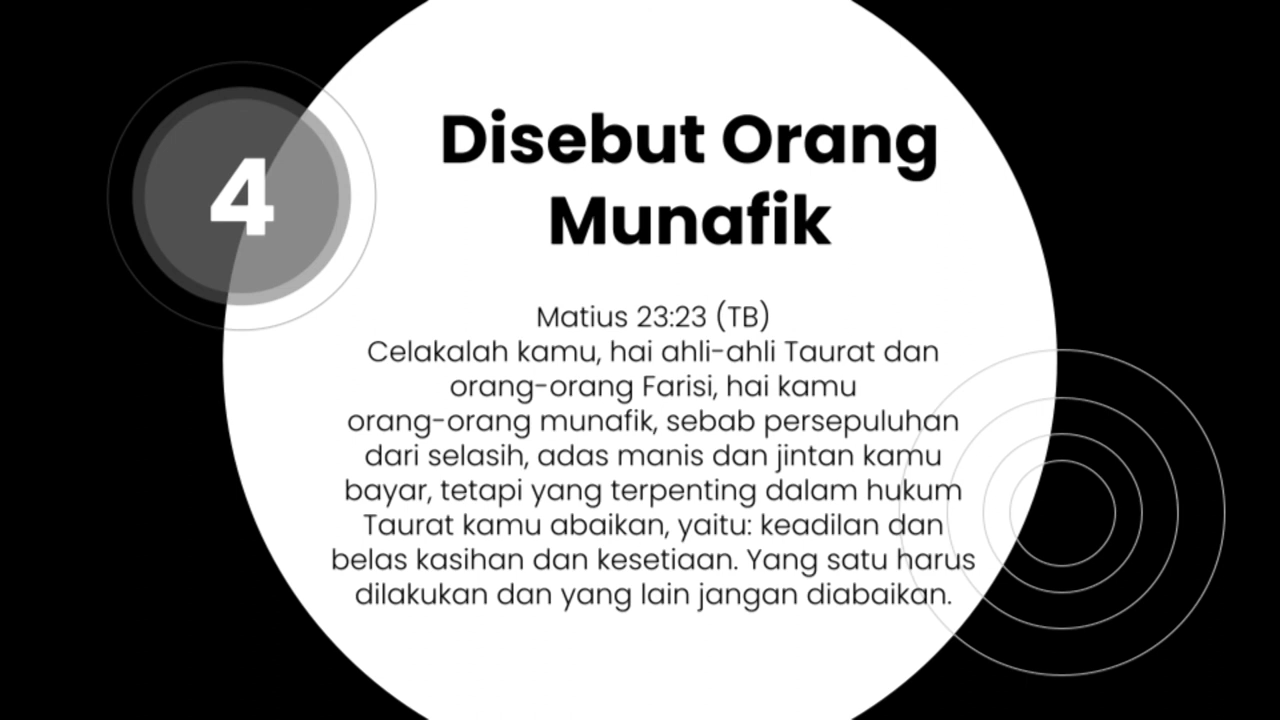 4
Disebut Orang
Munafik
Matius 23:23 (TB)
Celakalah kamu, hai ahli-ahli Taurat dan
orang-orang Farisi, hai kamu
orang-orang munafik, sebab persepuluhan
dari selasih, adas manis dan jintan kamu
bayar, tetapi yang terpenting dalam hukum
Taurat kamu abaikan, yaitu: keadilan dan
belas kasihan dan kesetiaan. Yang satu harus
dilakukan dan yang lain jangan diabaikan.